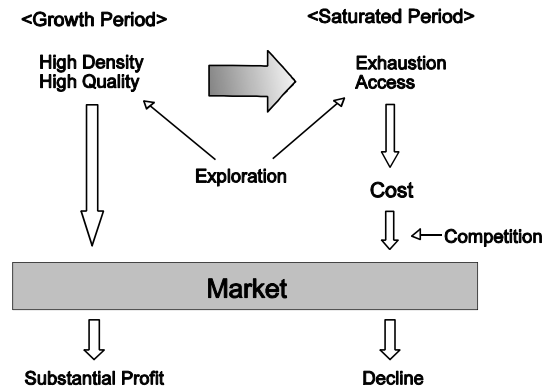 <Growth Period>
<Saturated Period>
High Density
High Quality
Exhaustion
Access
Exploration
Cost
Competition
Market
Substantial Profit
Decline